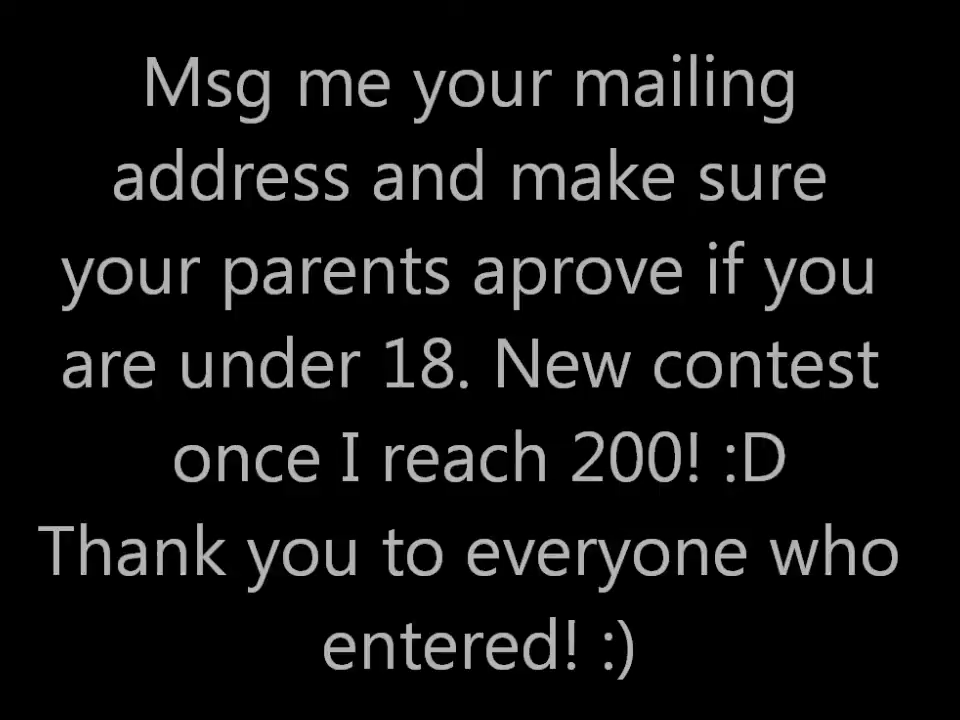 Msg me your mailing
address and make sure
your parents aprove if you
are under 18. New contest
once I reach 200! :D
Thank you to everyone who
entered! :)